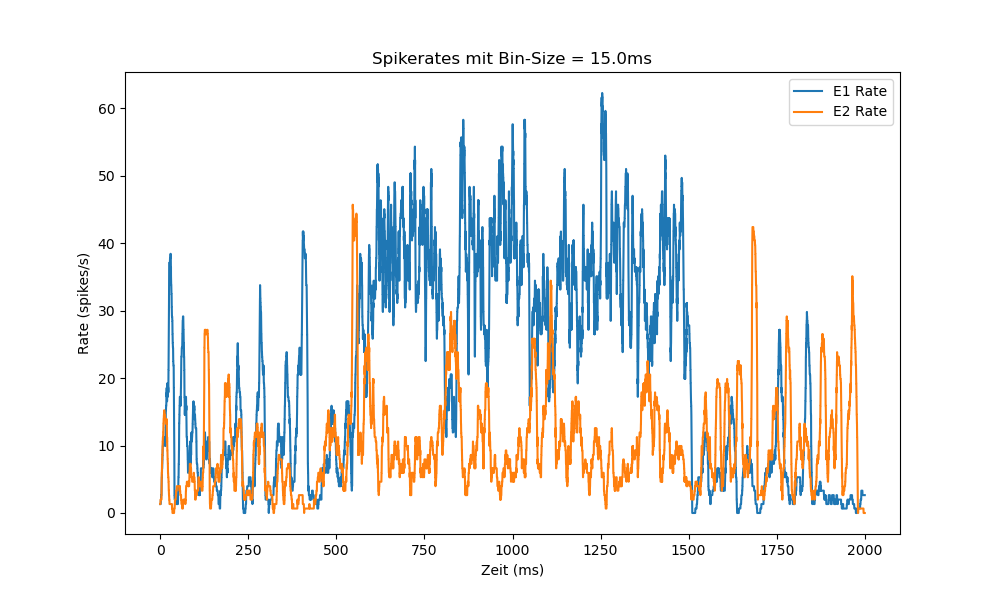 Spikerates mit Bin-Size = 15.0ms
E1 Rate
E2 Rate
Rate (spikes/s)
60
50
40
30
20
10
0
0 250 500 750 1000 1250 1500 1750 2000
Zeit (ms)